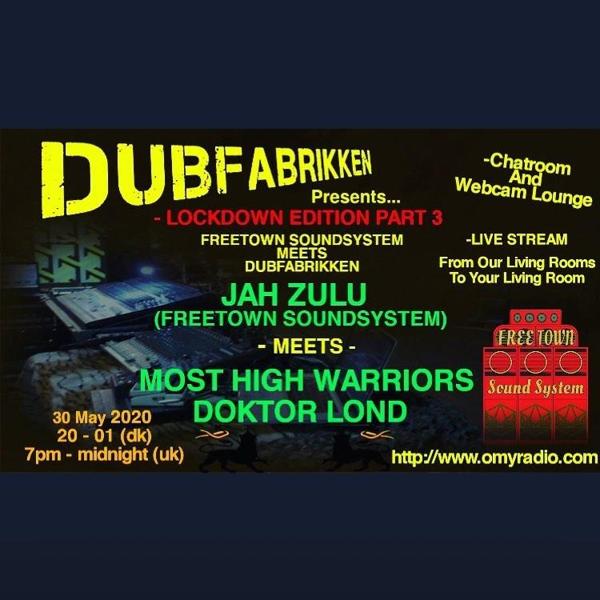 DUBFABRIKKEN
Presents...
- LOCKDOWN EDITION PART 3
FREETOWN SOUNDSYSTEM
MEETS
DUBFABRIKKEN
JAH ZULU
(FREETOWN SOUNDSYSTEM)
- MEETS -
MOST HIGH WARRIORS
DOKTOR LOND
30 May 2020
20 - 01 (dk)
7pm - midnight (uk)
-Chatroom
And
Webcam Lounge
-LIVE STREAM
From Our Living Rooms
To Your Living Room
FREE TOWN
Sound System
http://www.omyradio.com